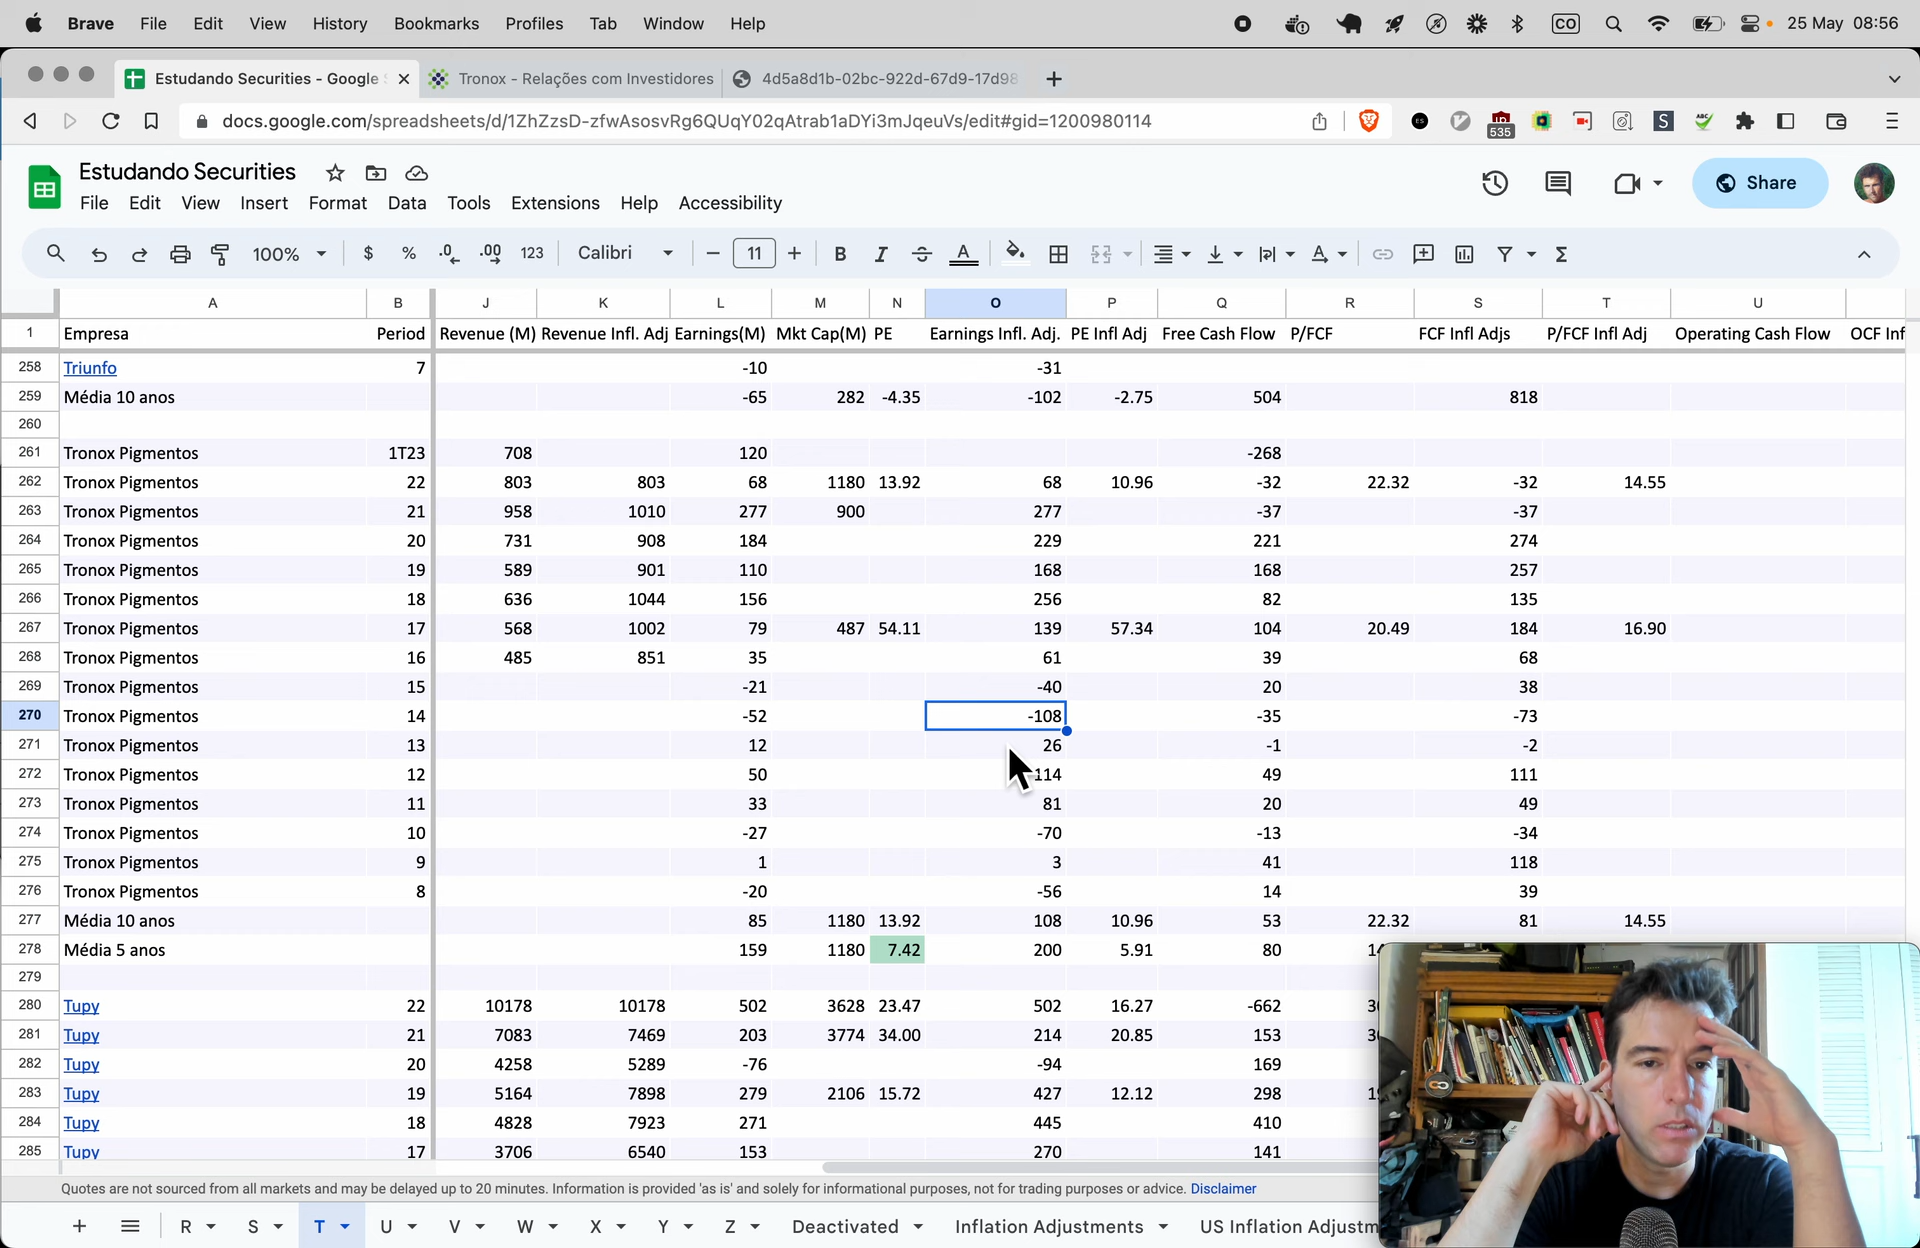 Brave File Edit View History Bookmarks Profiles Tab Window Help CO 25 May 08:56
Estudando Securities - Google S Tronox - Relações com Investidores 4d5a8d1b-02bc-922d-67d9-17d98
docs.google.com/spreadsheets/d/1ZhZzsD-zfwAsosvRg6QUqY02qAtrab1aDYi3mJqeuVs/edit#gid=1200980114 535
Estudando Securities
File Edit View Insert Format Data Tools Extensions Help Accessibility
Share
100% $ % .0 .00 123 Calibri 11 B I A
A B J K L M N O P Q R S T U
1 Empresa Period Revenue (M) Revenue Infl. Adj Earnings(M) Mkt Cap(M) PE Earnings Infl. Adj. PE Infl Adj Free Cash Flow P/FCF FCF Infl Adjs P/FCF Infl Adj Operating Cash Flow OCF Inf
258 Triunfo 7 -10 -31
259 Média 10 anos -65 282 -4.35 -102 -2.75 504 818
260
261 Tronox Pigmentos 1T23 708 120 -268
262 Tronox Pigmentos 22 803 803 68 1180 13.92 68 10.96 -32 22.32 -32 14.55
263 Tronox Pigmentos 21 958 1010 277 900 277 -37 -37
264 Tronox Pigmentos 20 731 908 184 229 221 274
265 Tronox Pigmentos 19 589 901 110 168 168 257
266 Tronox Pigmentos 18 636 1044 156 256 82 135
267 Tronox Pigmentos 17 568 1002 79 487 54.11 139 57.34 104 20.49 184 16.90
268 Tronox Pigmentos 16 485 851 35 61 39 68
269 Tronox Pigmentos 15 -21 -40 20 38
270 Tronox Pigmentos 14 -52 -108 -35 -73
271 Tronox Pigmentos 13 12 26 -1 -2
272 Tronox Pigmentos 12 50 114 49 111
273 Tronox Pigmentos 11 33 81 20 49
274 Tronox Pigmentos 10 -27 -70 -13 -34
275 Tronox Pigmentos 9 1 3 41 118
276 Tronox Pigmentos 8 -20 -56 14 39
277 Média 10 anos 85 1180 13.92 108 10.96 53 22.32 81 14.55
278 Média 5 anos 159 1180 7.42 200 5.91 80
279
280 Tupy 22 10178 10178 502 3628 23.47 502 16.27 -662
281 Tupy 21 7083 7469 203 3774 34.00 214 20.85 153
282 Tupy 20 4258 5289 -76 -94 169
283 Tupy 19 5164 7898 279 2106 15.72 427 12.12 298
284 Tupy 18 4828 7923 271 445 410
285 Tupy 17 3706 6540 153 270 141
Quotes are not sourced from all markets and may be delayed up to 20 minutes. Information is provided 'as is' and solely for informational purposes, not for trading purposes or advice. Disclaimer
R S T U V W X Y Z Deactivated Inflation Adjustments US Inflation Adjustm